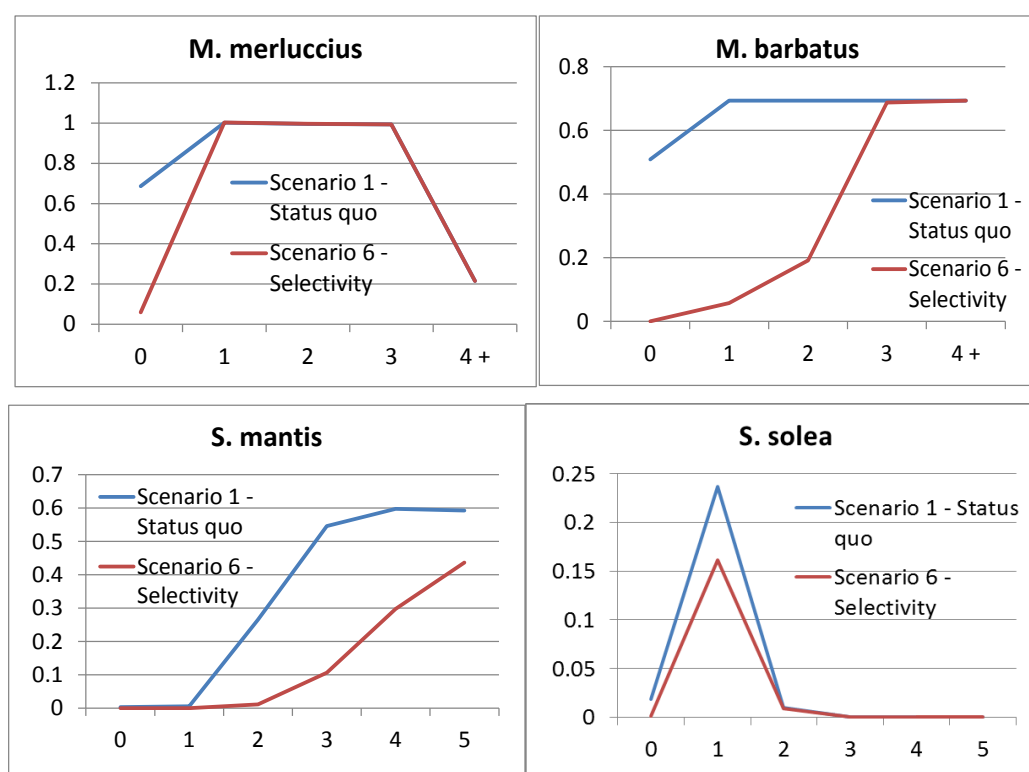 M. merluccius
1.2
1
0.8
0.6
0.4
0.2
0
0 1 2 3 4 +
Scenario 1 -
Status quo
Scenario 6 -
Selectivity
M. barbatus
0.8
0.6
0.4
0.2
0
0 1 2 3 4 +
Scenario 1 -
Status quo
Scenario 6 -
Selectivity
S. mantis
0.7
0.6
0.5
0.4
0.3
0.2
0.1
0
0 1 2 3 4 5
Scenario 1 -
Status quo
Scenario 6 -
Selectivity
S. solea
0.25
0.2
0.15
0.1
0.05
0
0 1 2 3 4 5
Scenario 1 - Status
quo
Scenario 6 -
Selectivity